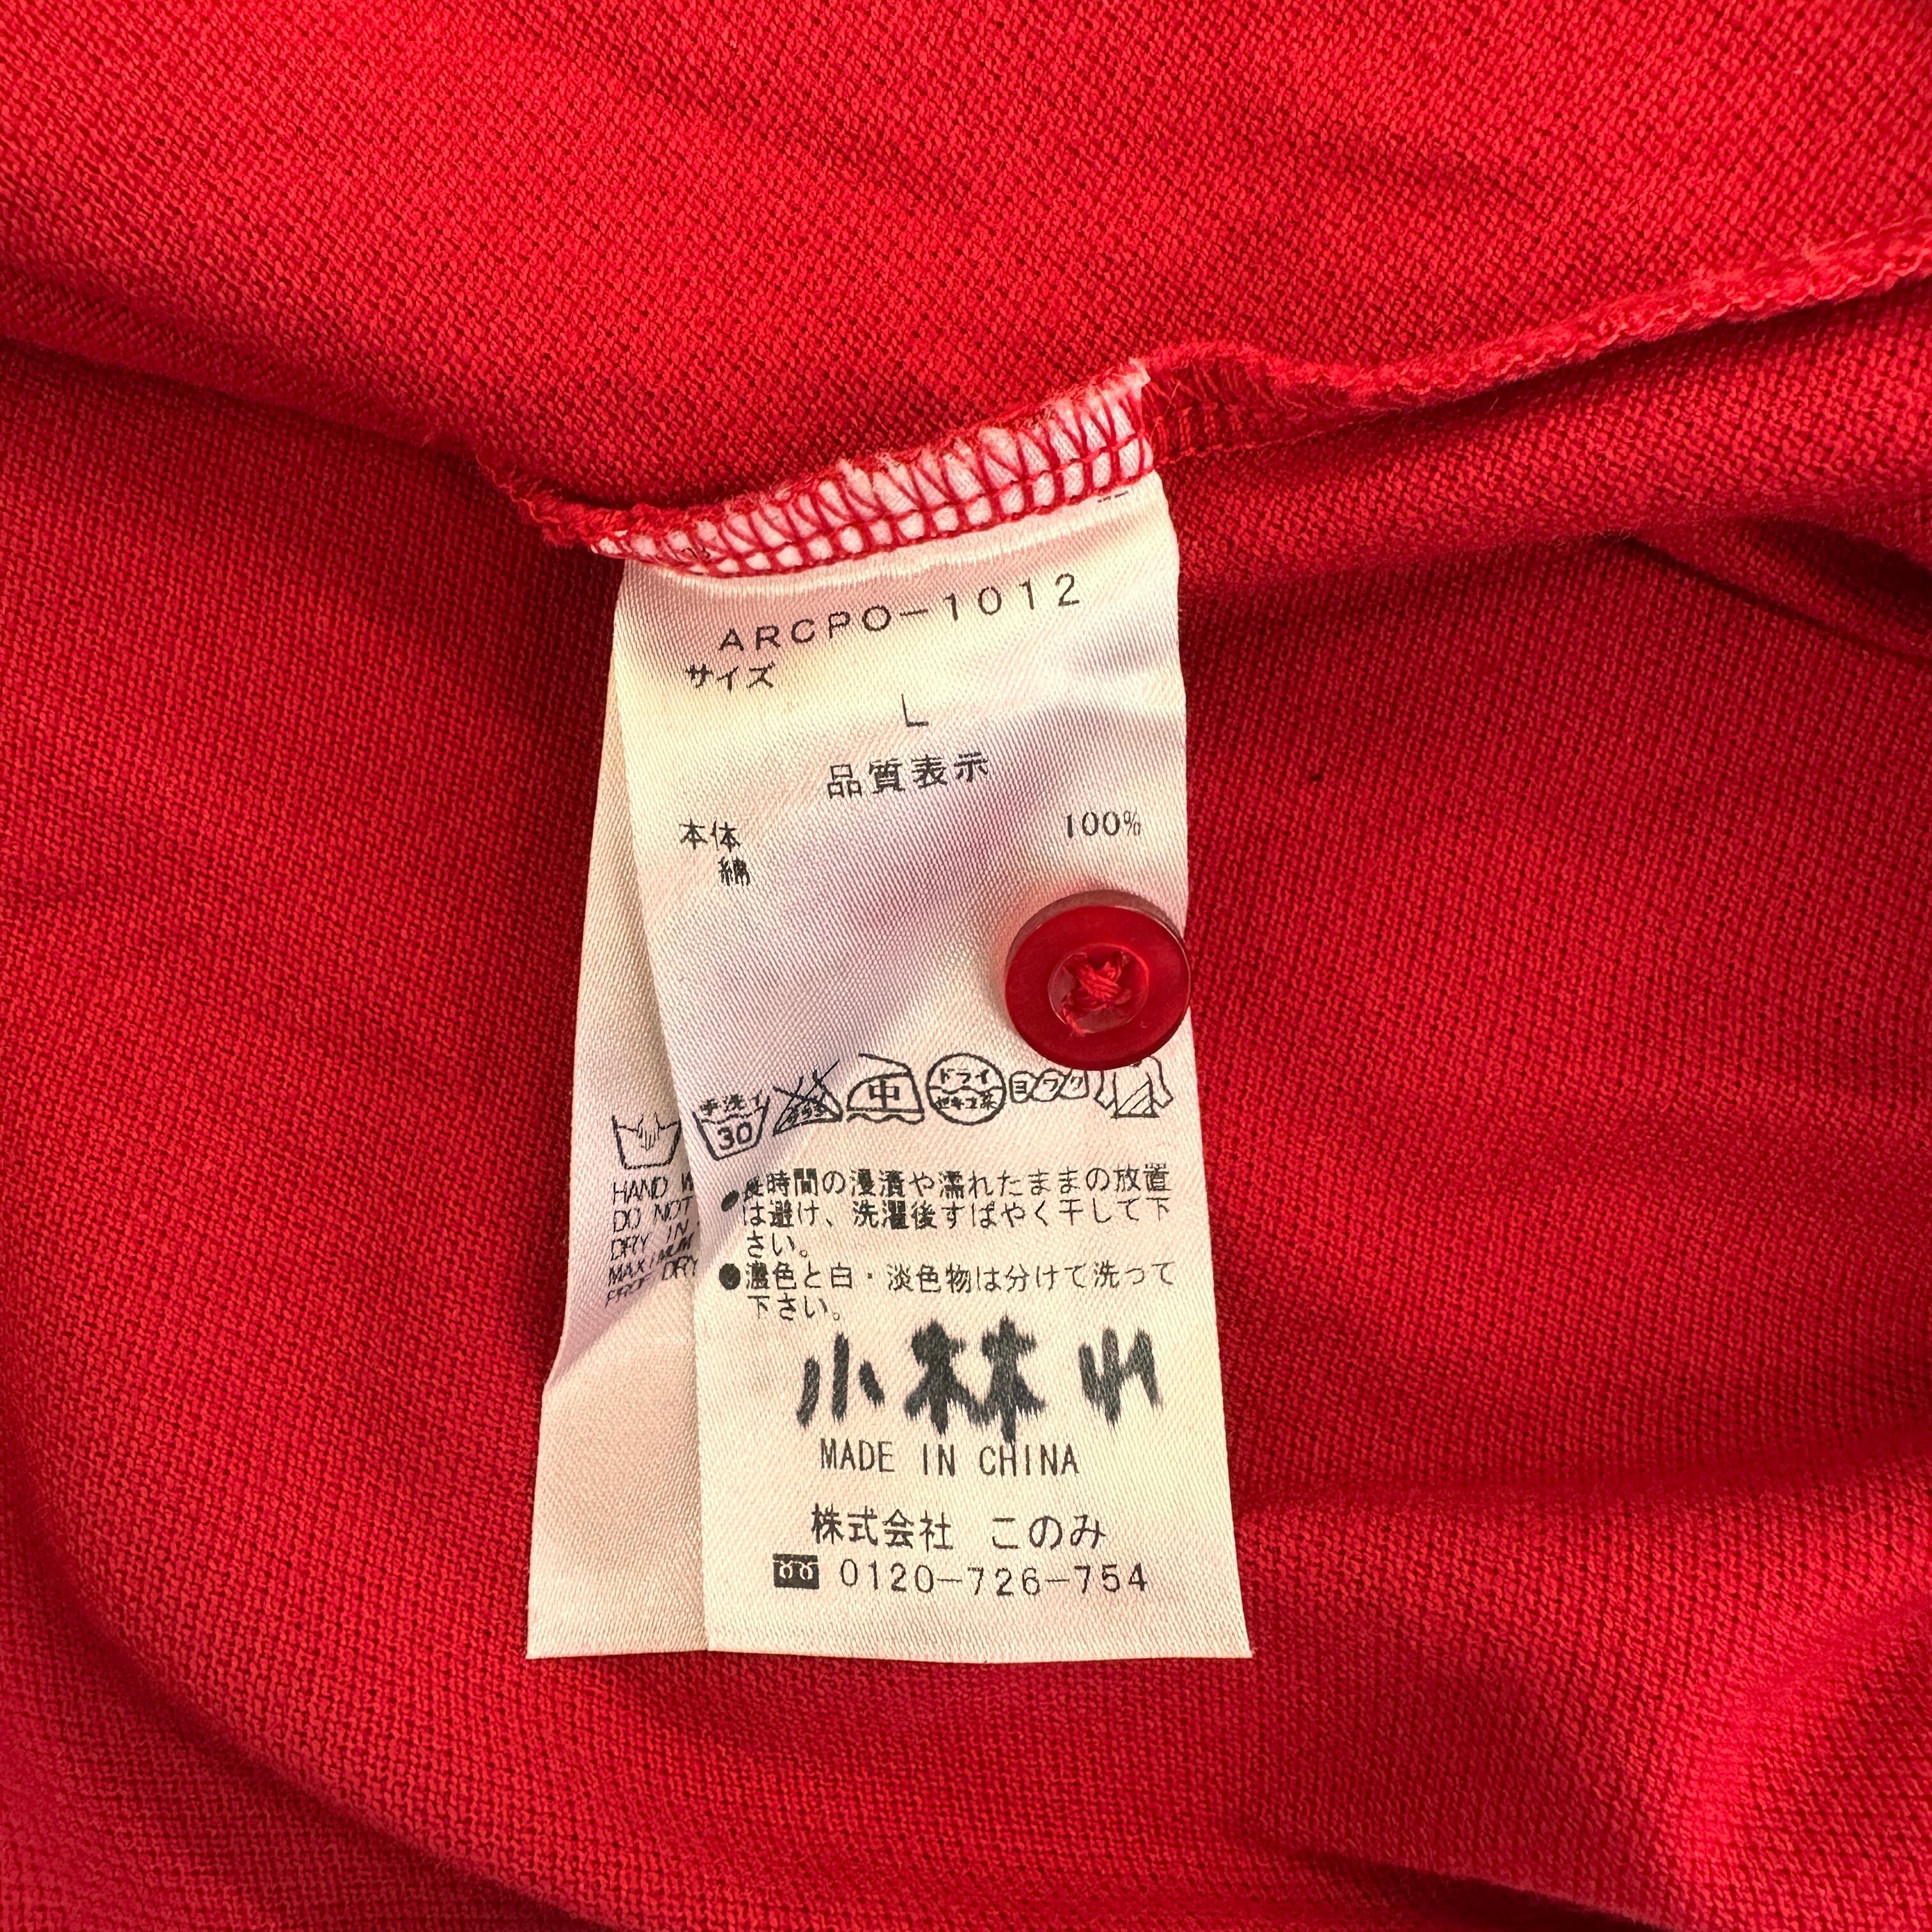 ARCPO-1012
サイズ
L
品質表示
本体 100%
綿
手洗イ
30
中
ドライ
セキユ系
ヨワク
●長時間の浸漬や濡れたままの放置
は避け、洗濯後すばやく干して下
さい。
●濃色と白・淡色物は分けて洗って
下さい。
小林
MADE IN CHINA
株式会社 このみ
0120-726-754
HAND W
DO NOT
DRY IN
MAXIMUM
PROF DRY